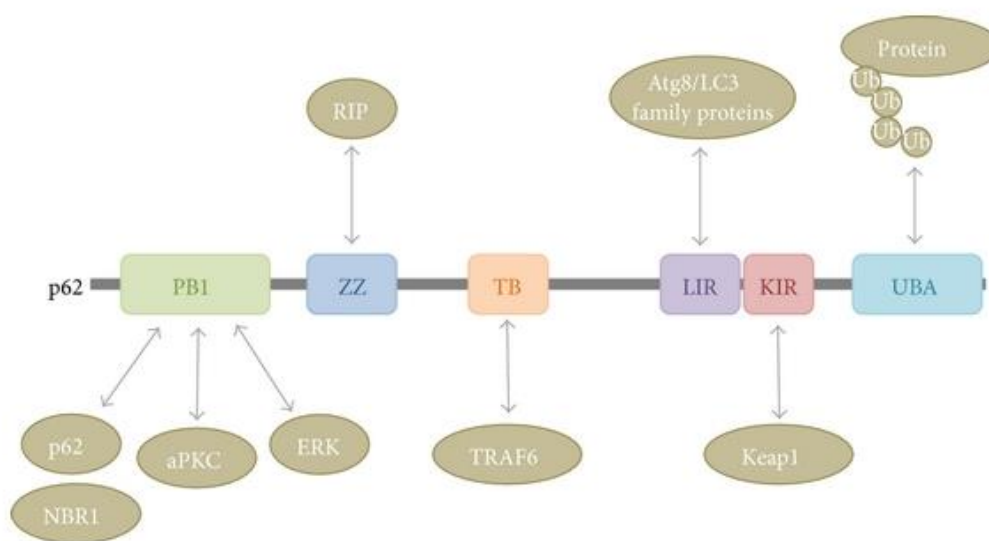 Protein
Ub
Ub
Ub
Ub
RIP
Atg8/LC3
family proteins
p62
PB1
ZZ
TB
LIR
KIR
UBA
p62
aPKC
ERK
NBR1
TRAF6
Keap1